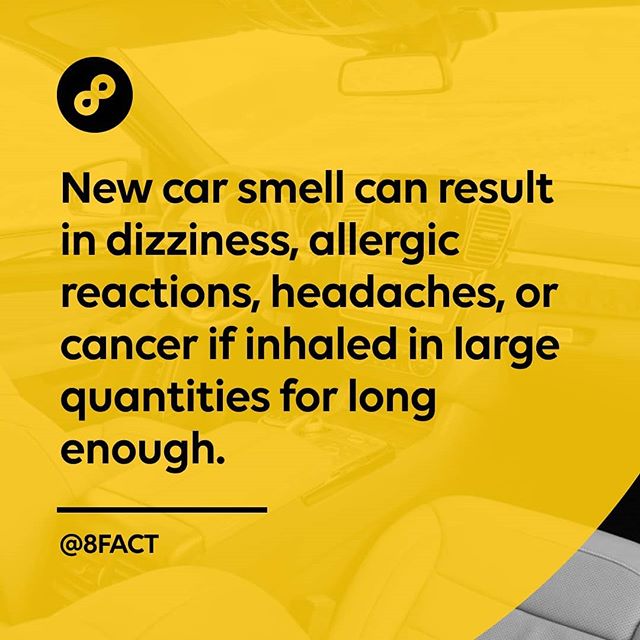 New car smell can result
in dizziness, allergic
reactions, headaches, or
cancer if inhaled in large
quantities for long
enough.
@8FACT